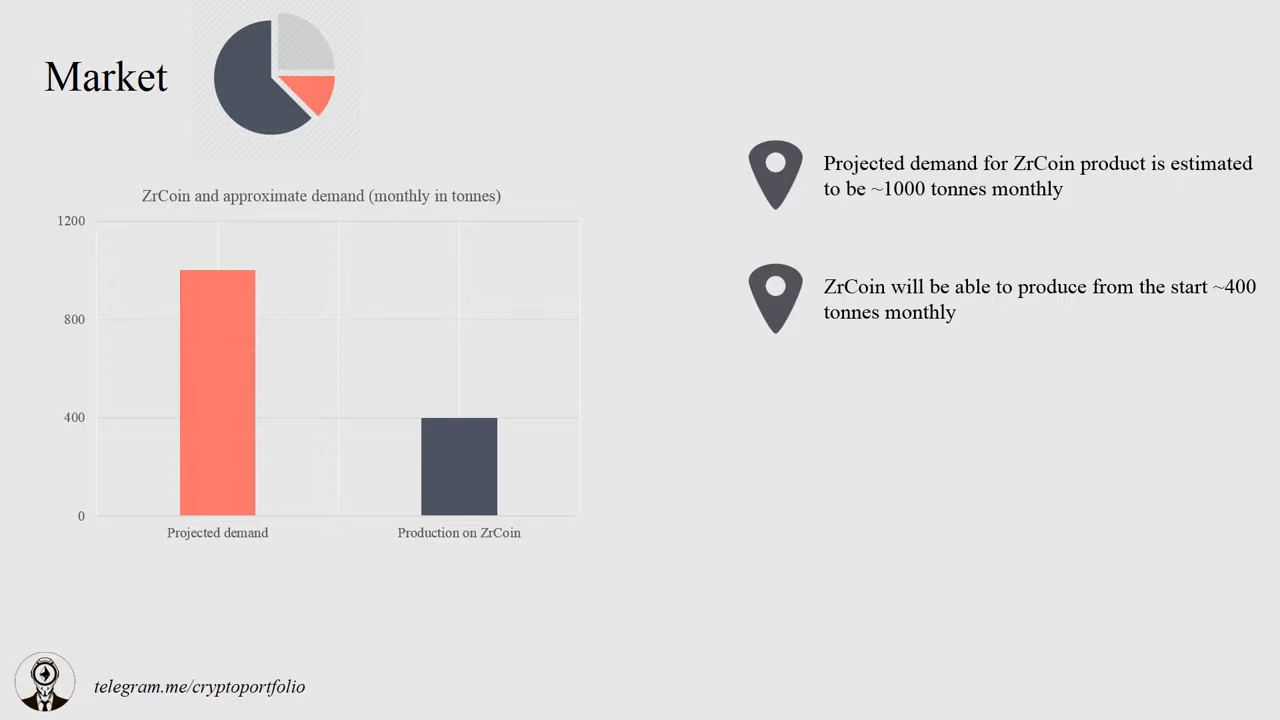 Market
ZrCoin and approximate demand (monthly in tonnes)
1200
800
400
0
Projected demand
Production on ZrCoin
Projected demand for ZrCoin product is estimated
to be ~1000 tonnes monthly
ZrCoin will be able to produce from the start ~400
tonnes monthly
telegram.me/cryptoportfolio